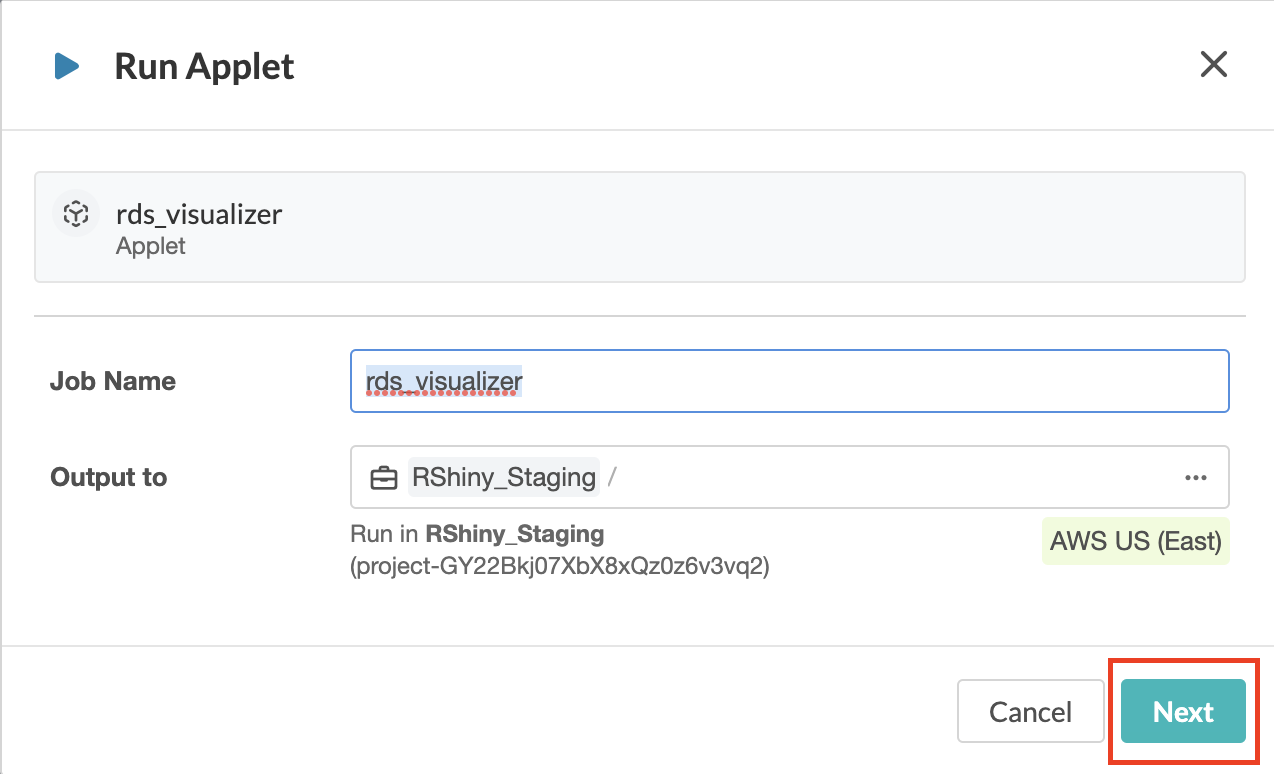 Run Applet
rds_visualizer
Applet
Job Name
rds_visualizer
Output to
RShiny_Staging /
Run in RShiny_Staging
(project-GY22Bkj07XbX8xQz0z6v3vq2)
AWS US (East)
Cancel
Next